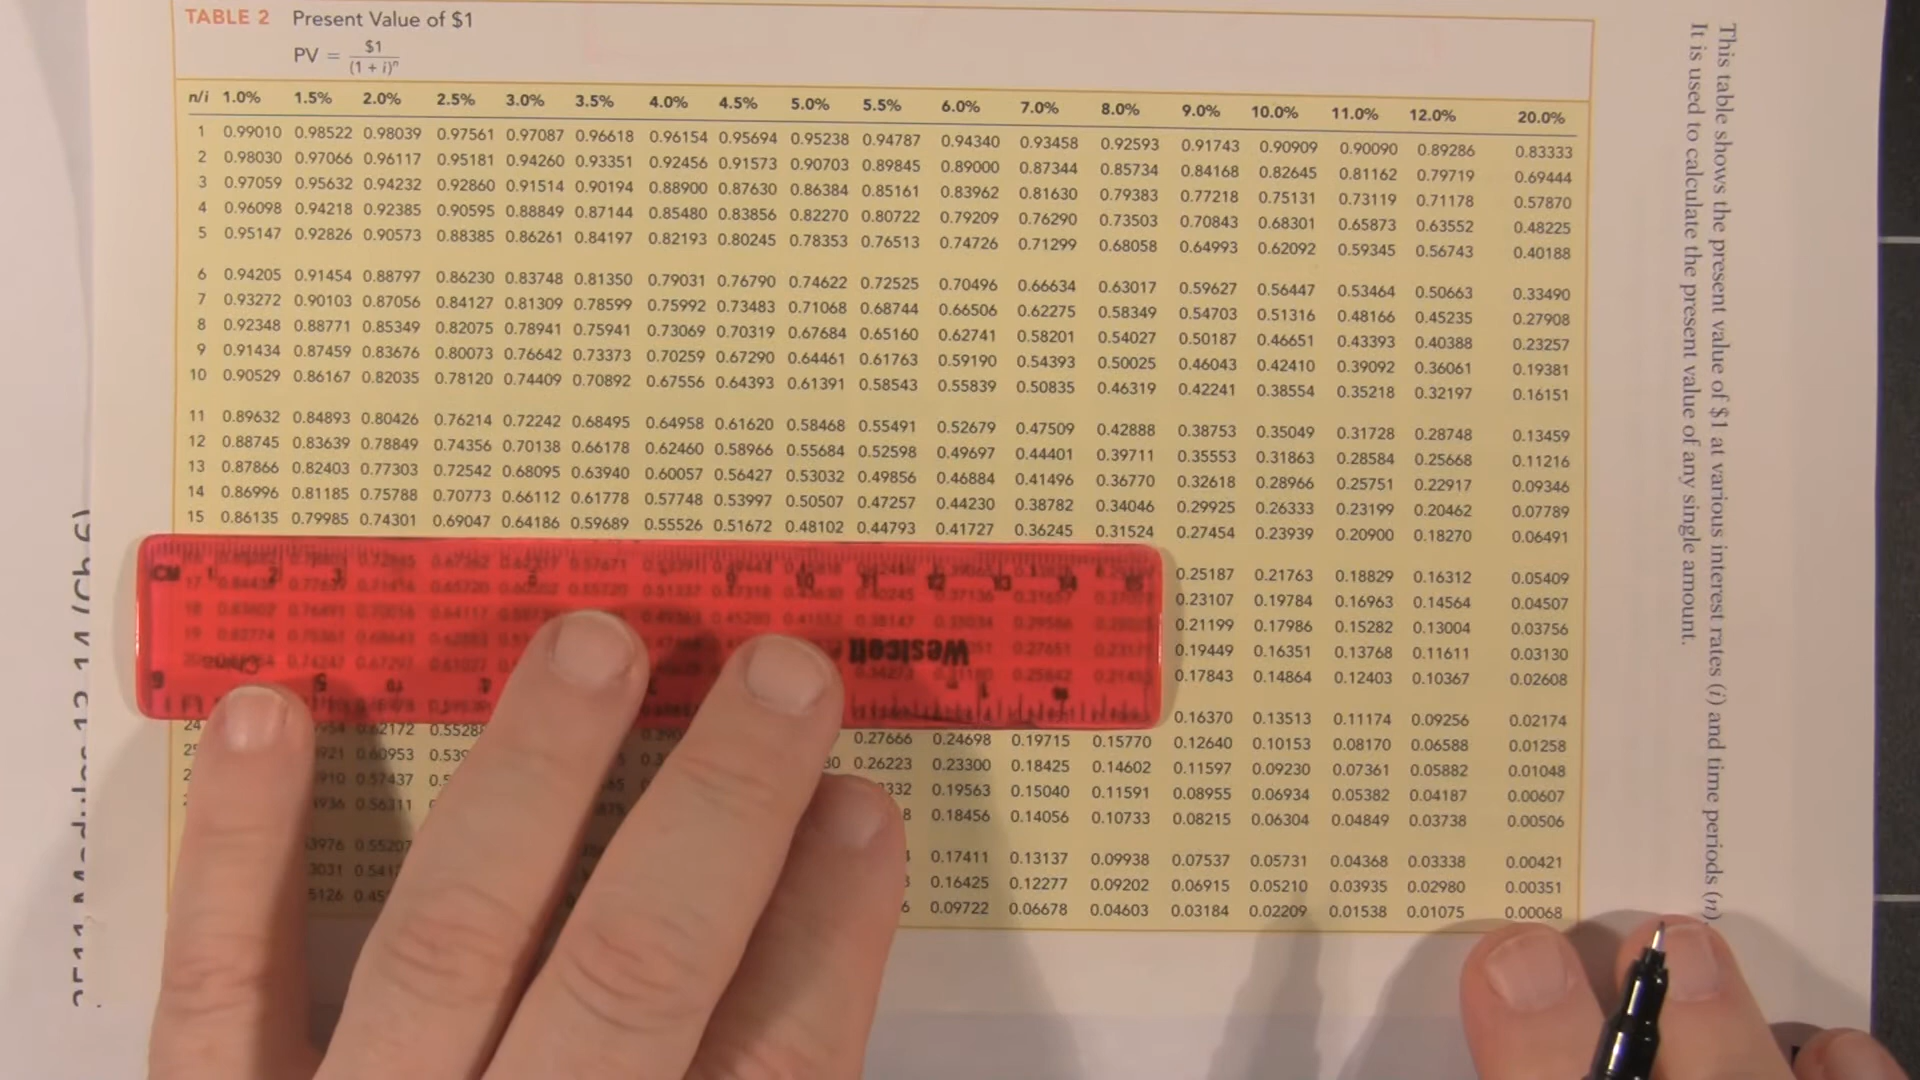 TABLE 2 Present Value of $1
PV = $1
(1 + i)ⁿ
n/i 1.0% 1.5% 2.0% 2.5% 3.0% 3.5% 4.0% 4.5% 5.0% 5.5% 6.0% 7.0% 8.0% 9.0% 10.0% 11.0% 12.0% 20.0%
1 0.99010 0.98522 0.98039 0.97561 0.97087 0.96618 0.96154 0.95694 0.95238 0.94787 0.94340 0.93458 0.92593 0.91743 0.90909 0.90090 0.89286 0.83333
2 0.98030 0.97066 0.96117 0.95181 0.94260 0.93351 0.92456 0.91573 0.90703 0.89845 0.89000 0.87344 0.85734 0.84168 0.82645 0.81162 0.79719 0.69444
3 0.97059 0.95632 0.94232 0.92860 0.91514 0.90194 0.88900 0.87630 0.86384 0.85161 0.83962 0.81630 0.79383 0.77218 0.75131 0.73119 0.71178 0.57870
4 0.96098 0.94218 0.92385 0.90595 0.88849 0.87144 0.85480 0.83856 0.82270 0.80722 0.79209 0.76290 0.73503 0.70843 0.68301 0.65873 0.63552 0.48225
5 0.95147 0.92826 0.90573 0.88385 0.86261 0.84197 0.82193 0.80245 0.78353 0.76513 0.74726 0.71299 0.68058 0.64993 0.62092 0.59345 0.56743 0.40188
6 0.94205 0.91454 0.88797 0.86230 0.83748 0.81350 0.79031 0.76790 0.74622 0.72525 0.70496 0.66634 0.63017 0.59627 0.56447 0.53464 0.50663 0.33490
7 0.93272 0.90103 0.87056 0.84127 0.81309 0.78599 0.75992 0.73483 0.71068 0.68744 0.66506 0.62275 0.58349 0.54703 0.51316 0.48166 0.45235 0.27908
8 0.92348 0.88771 0.85349 0.82075 0.78941 0.75941 0.73069 0.70319 0.67684 0.65160 0.62741 0.58201 0.54027 0.50187 0.46651 0.43393 0.40388 0.23257
9 0.91434 0.87459 0.83676 0.80073 0.76642 0.73373 0.70259 0.67290 0.64461 0.61763 0.59190 0.54393 0.50025 0.46043 0.42410 0.39092 0.36061 0.19381
10 0.90529 0.86167 0.82035 0.78120 0.74409 0.70892 0.67556 0.64393 0.61391 0.58543 0.55839 0.50835 0.46319 0.42241 0.38554 0.35218 0.32197 0.16151
11 0.89632 0.84893 0.80426 0.76214 0.72242 0.68495 0.64958 0.61620 0.58468 0.55491 0.52679 0.47509 0.42888 0.38753 0.35049 0.31728 0.28748 0.13459
12 0.88745 0.83639 0.78849 0.74356 0.70138 0.66178 0.62460 0.58966 0.55684 0.52598 0.49697 0.44401 0.39711 0.35553 0.31863 0.28584 0.25668 0.11216
13 0.87866 0.82403 0.77303 0.72542 0.68095 0.63940 0.60057 0.56427 0.53032 0.49856 0.46884 0.41496 0.36770 0.32618 0.28966 0.25751 0.22917 0.09346
14 0.86996 0.81185 0.75788 0.70773 0.66112 0.61778 0.57748 0.53997 0.50507 0.47257 0.44230 0.38782 0.34046 0.29925 0.26333 0.23199 0.20462 0.07789
15 0.86135 0.79985 0.74301 0.69047 0.64186 0.59689 0.55526 0.51672 0.48102 0.44793 0.41727 0.36245 0.31524 0.27454 0.23939 0.20900 0.18270 0.06491
0.25187 0.21763 0.18829 0.16312 0.05409
0.23107 0.19784 0.16963 0.14564 0.04507
0.21199 0.17986 0.15282 0.13004 0.03756
0.19449 0.16351 0.13768 0.11611 0.03130
0.17843 0.14864 0.12403 0.10367 0.02608
0.16370 0.13513 0.11174 0.09256 0.02174
24 0.27666 0.24698 0.19715 0.15770 0.12640 0.10153 0.08170 0.06588 0.01258
0.26223 0.23300 0.18425 0.14602 0.11597 0.09230 0.07361 0.05882 0.01048
0.19563 0.15040 0.11591 0.08955 0.06934 0.05382 0.04187 0.00607
0.18456 0.14056 0.10733 0.08215 0.06304 0.04849 0.03738 0.00506
0.17411 0.13137 0.09938 0.07537 0.05731 0.04368 0.03338 0.00421
0.16425 0.12277 0.09202 0.06915 0.05210 0.03935 0.02980 0.00351
0.09722 0.06678 0.04603 0.03184 0.02209 0.01538 0.01075 0.00068
Westcott
This table shows the present value of $1 at various interest rates (i) and time periods (n).
It is used to calculate the present value of any single amount.